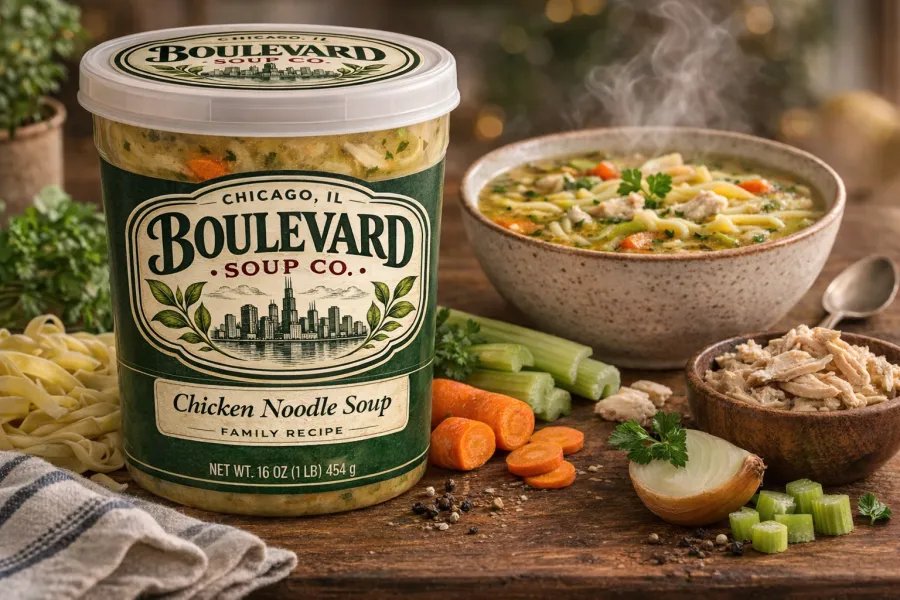 CHICAGO, IL
BOULEVARD
SOUP CO.
CHICAGO, IL
BOULEVARD
• SOUP CO. •
Chicken Noodle Soup
FAMILY RECIPE
NET WT. 16 OZ (1 LB) 454 g